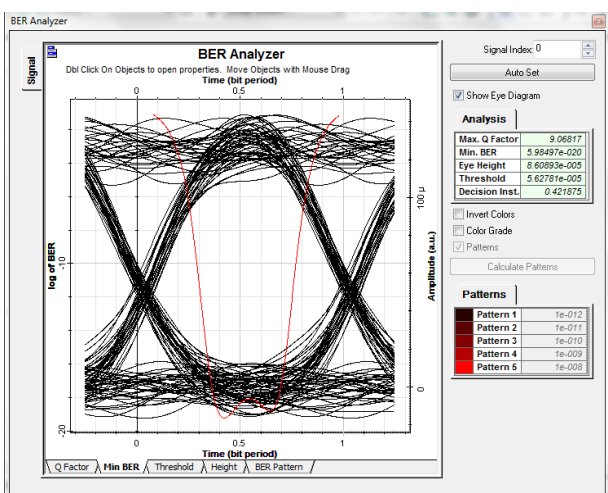 BER Analyzer
Signal
BER Analyzer
Dbl Click On Objects to open properties. Move Objects with Mouse Drag
Time (bit period)
0 0.5 1
log of BER
-10
-20
Amplitude (a.u.)
100 µ
0
0 0.5 1
Time (bit period)
Q Factor Min BER Threshold Height BER Pattern
Signal Index: 0
Auto Set
Show Eye Diagram
Analysis
Max. Q Factor 9.06817
Min. BER 5.98497e-020
Eye Height 8.60893e-005
Threshold 5.62781e-005
Decision Inst. 0.421875
Invert Colors
Color Grade
Patterns
Calculate Patterns
Patterns
Pattern 1 1e-012
Pattern 2 1e-011
Pattern 3 1e-010
Pattern 4 1e-009
Pattern 5 1e-008